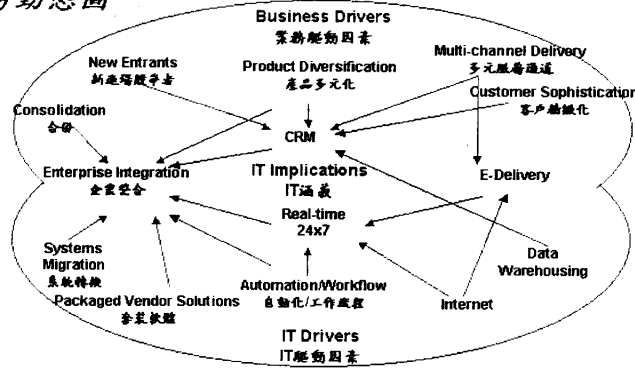 動態圖
Business Drivers
業務驅動因素
New Entrants
新進場競爭者
Product Diversification
產品多元化
Multi-channel Delivery
多元服務通道
Customer Sophistication
客戶精緻化
Consolidation
合併
CRM
Enterprise Integration
企業整合
IT Implications
IT涵義
E-Delivery
Real-time
24x7
Systems
Migration
系統轉換
Data
Warehousing
Packaged Vendor Solutions
套裝軟體
Automation/Workflow
自動化/工作流程
Internet
IT Drivers
IT驅動因素